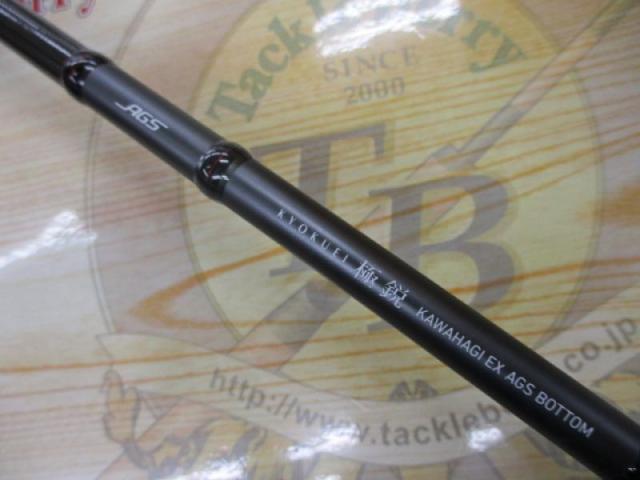 Tackle Berry
SINCE
2000
TB
AGS
KYOKUEI 極鋭 KAWAHAGI EX AGS BOTTOM
http://www.tackleb
co.jp